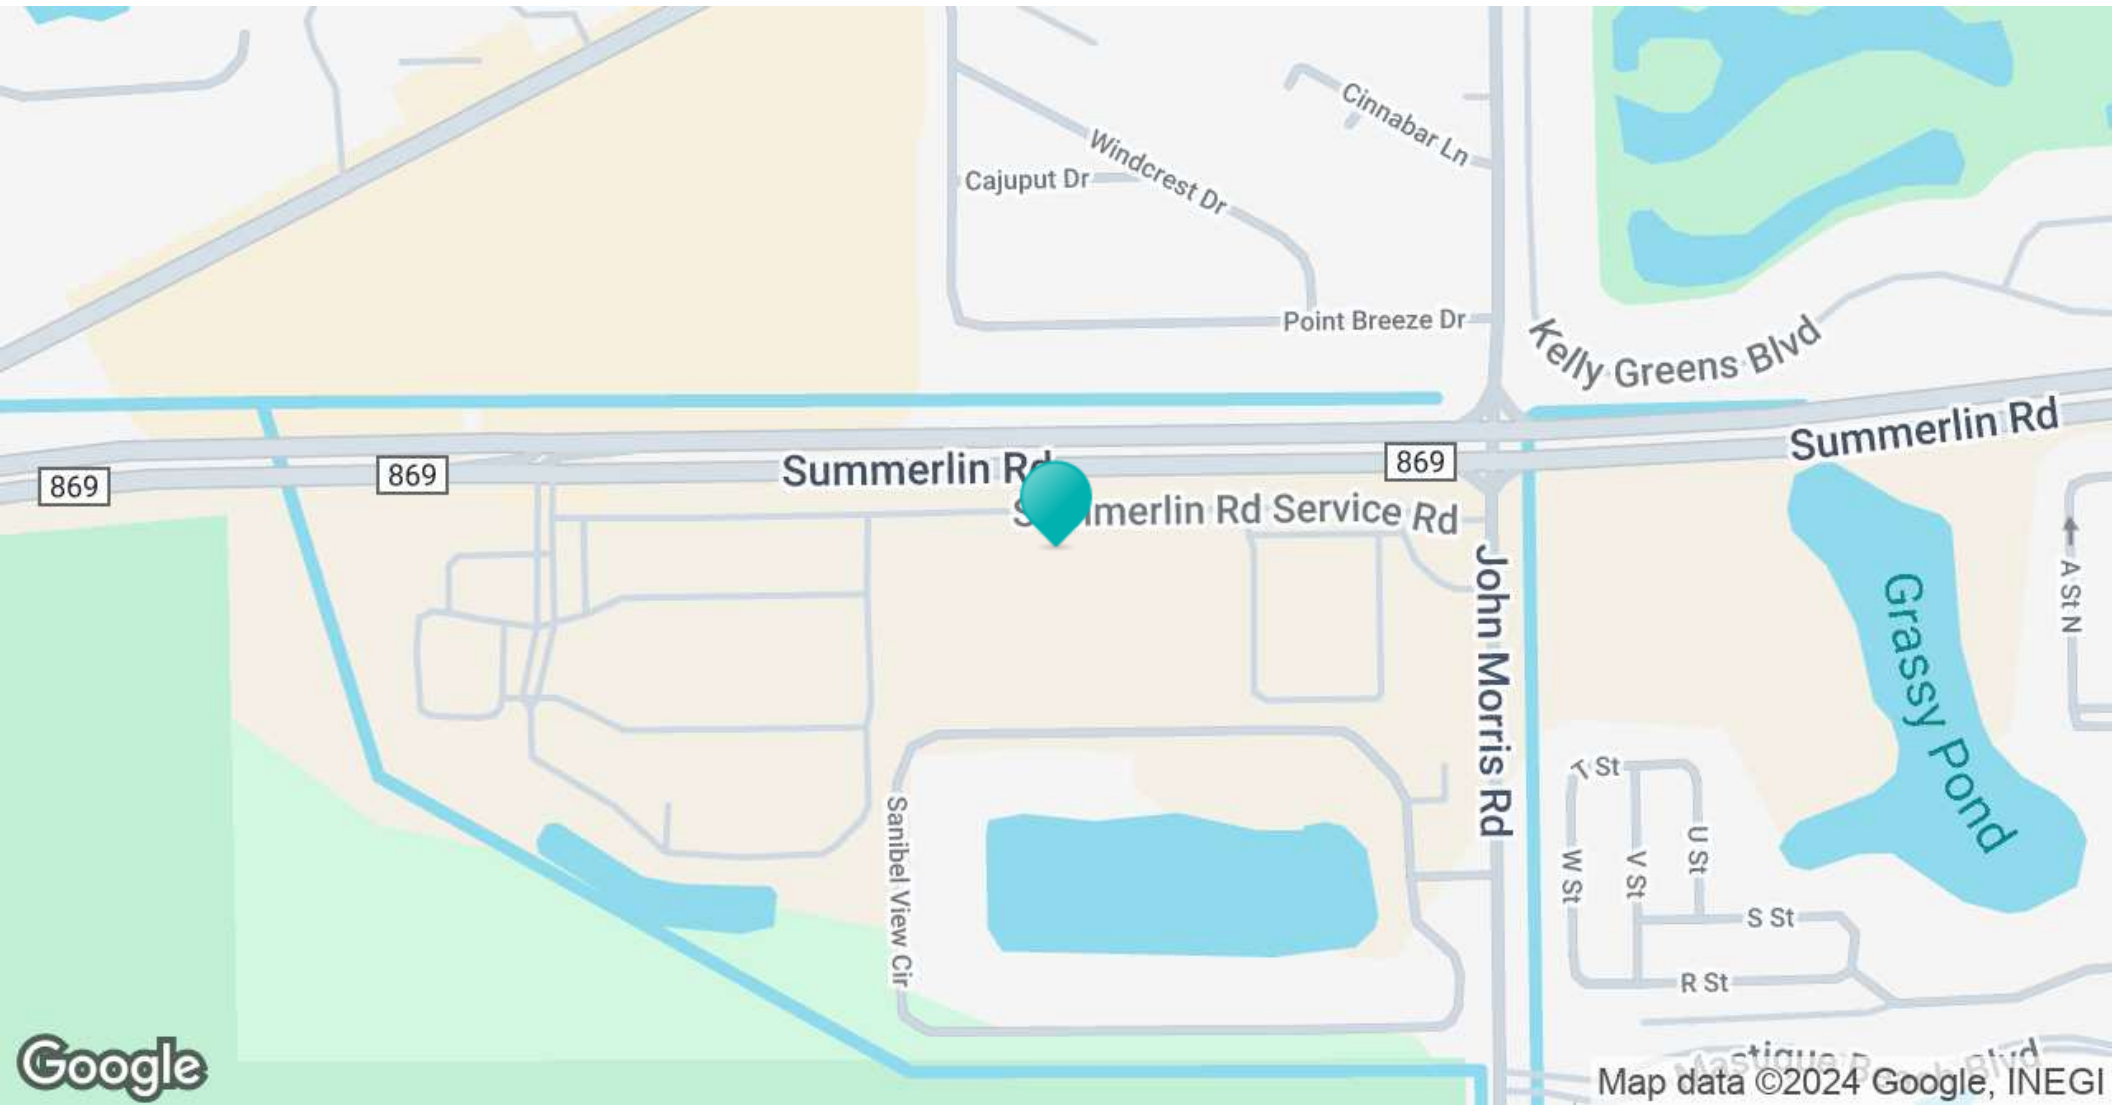 Cinnabar Ln
Windcrest Dr
Cajuput Dr
Point Breeze Dr
Kelly Greens Blvd
Summerlin Rd
Summerlin Rd
869
869
869
Rd Service Rd
John Morris Rd
A St N
Grassy Pond
T St
U St
V St
W St
Sanibel View Cir
S St
R St
Blvd
Google
Map data ©2024 Google, INEGI